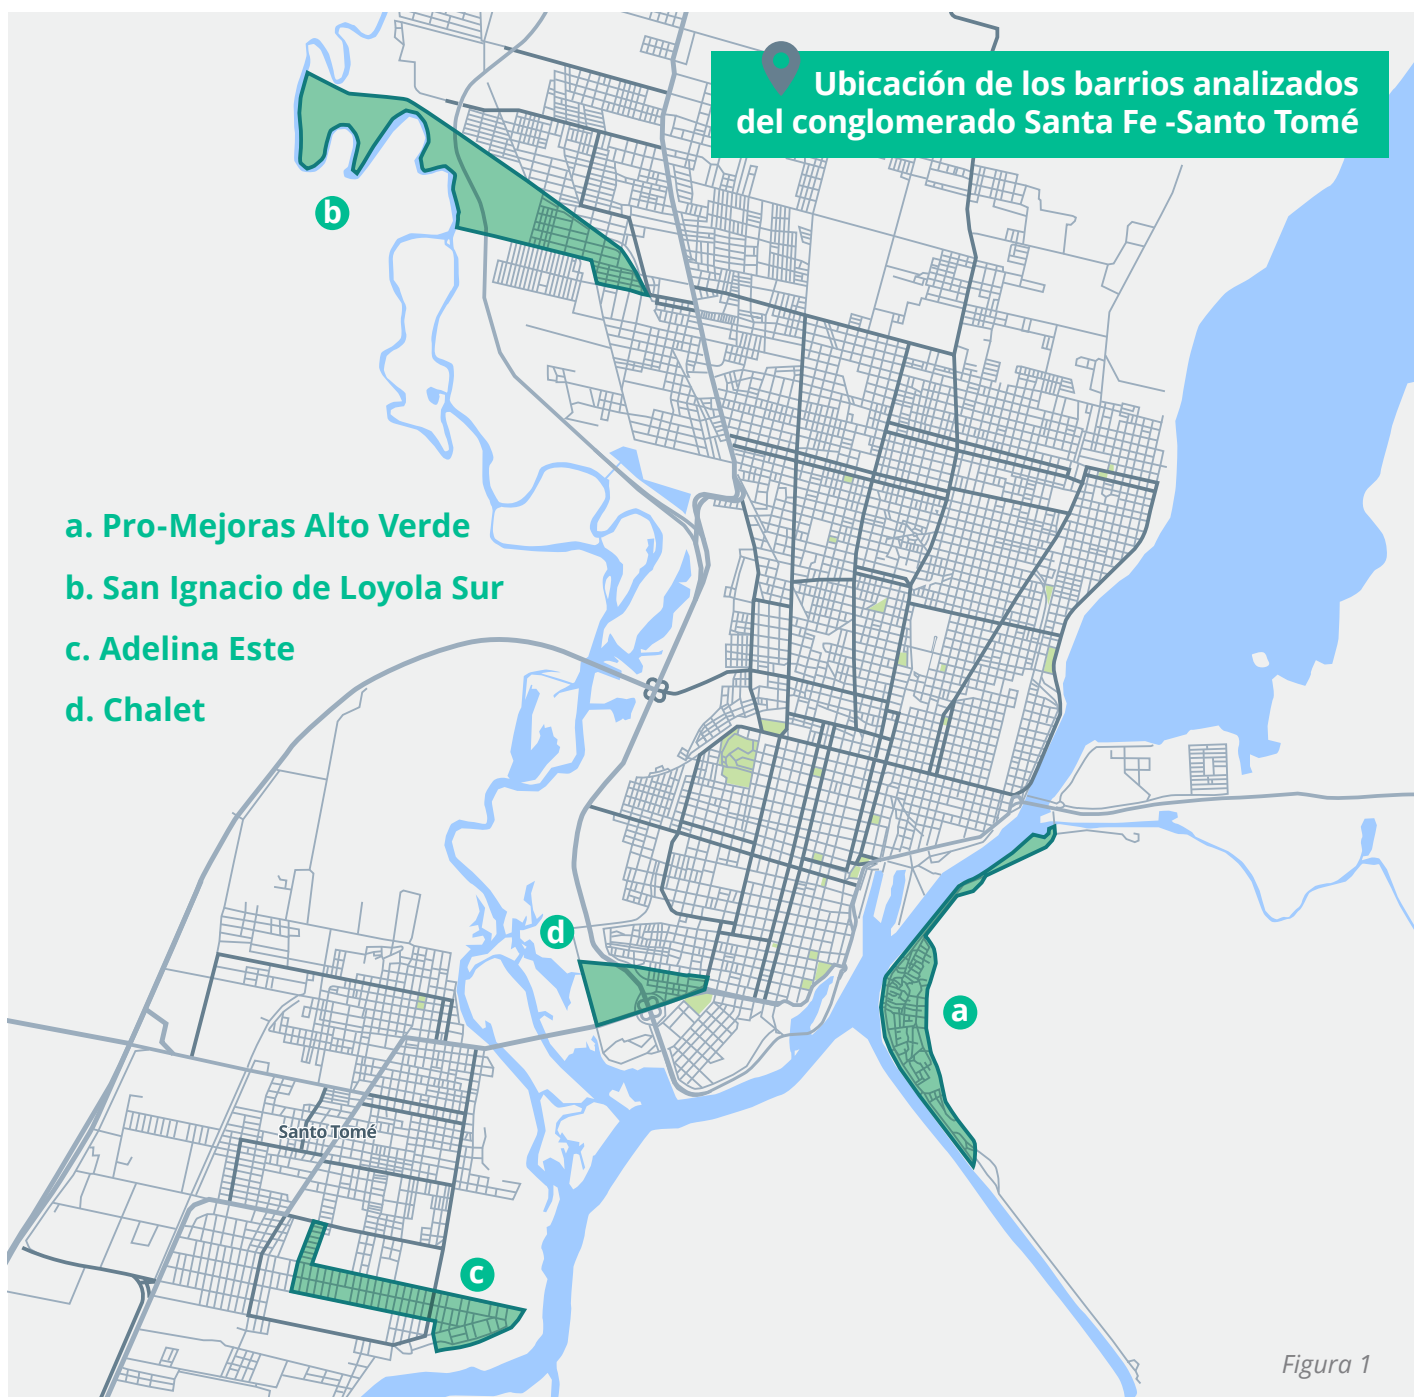 Ubicación de los barrios analizados
del conglomerado Santa Fe -Santo Tomé
b
a. Pro-Mejoras Alto Verde
b. San Ignacio de Loyola Sur
c. Adelina Este
d. Chalet
d
a
Santo Tomé
c
Figura 1